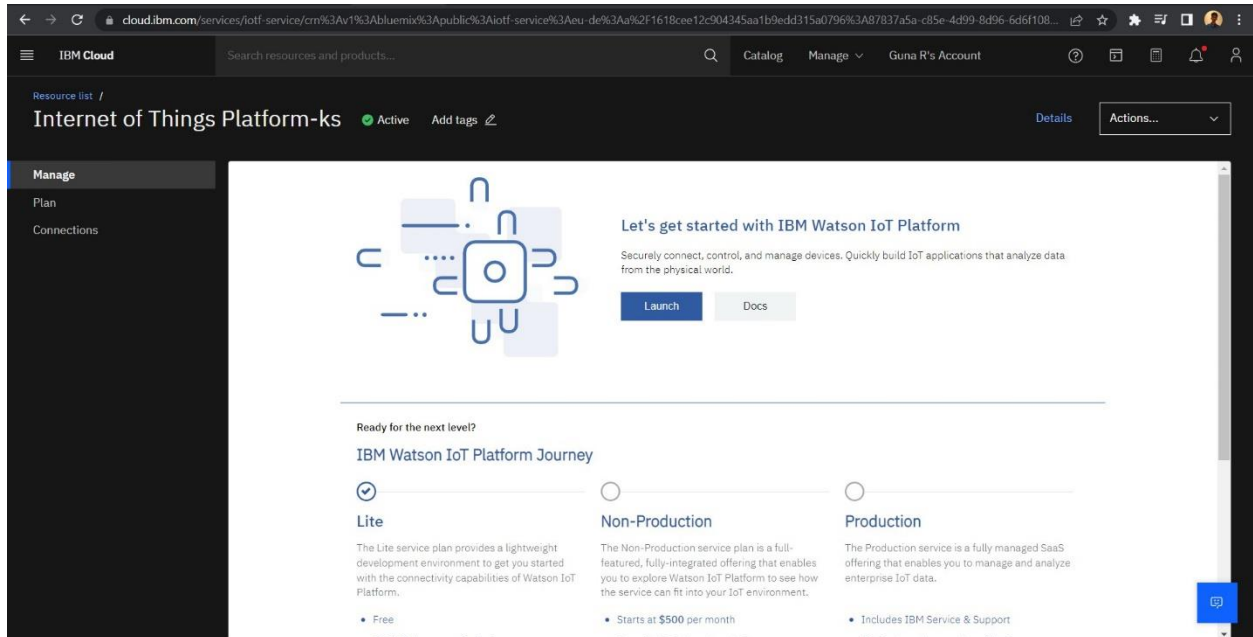 cloud.ibm.com/services/iotf-service/crn%3Av1%3Abluemix%3Apublic%3Aiotf-service%3Aeu-de%3Aa%2F1618cee12c904345aa1b9edd315a0796%3A87837a5a-c85e-4d99-8d96-6d6f108...
IBM Cloud Search resources and products... Catalog Manage Guna R's Account
Resource list /
Internet of Things Platform-ks Active Add tags Details Actions...
Manage
Plan
Connections
Let's get started with IBM Watson IoT Platform
Securely connect, control, and manage devices. Quickly build IoT applications that analyze data
from the physical world.
Launch Docs
Ready for the next level?
IBM Watson IoT Platform Journey
Lite
The Lite service plan provides a lightweight
development environment to get you started
with the connectivity capabilities of Watson IoT
Platform.
• Free
Non-Production
The Non-Production service plan is a full-
featured, fully-integrated offering that enables
you to explore Watson IoT Platform to see how
the service can fit into your IoT environment.
• Starts at $500 per month
Production
The Production service is a fully managed SaaS
offering that enables you to manage and analyze
enterprise IoT data.
• Includes IBM Service & Support